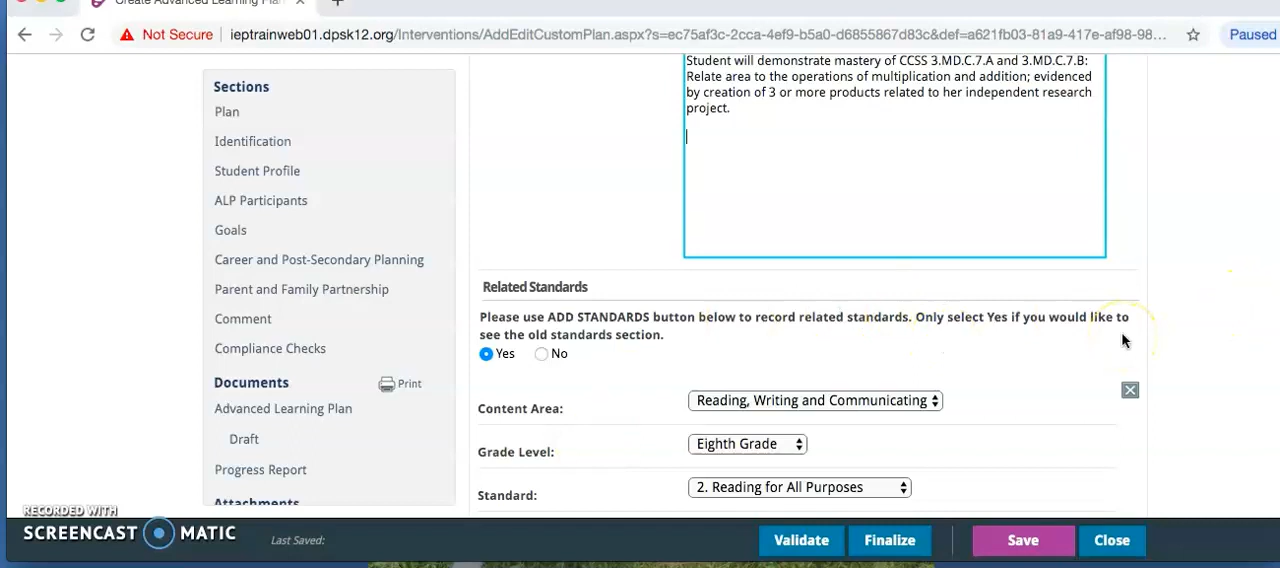 Create Advanced Learning Plan
Not Secure
ieptrainweb01.dpsk12.org/Interventions/AddEditCustomPlan.aspx?s=ec75af3c-2cca-4ef9-b5a0-d6855867d83c&def=a621fb03-81a9-417e-af98-98...
Paused
Sections
Plan
Identification
Student Profile
ALP Participants
Goals
Career and Post-Secondary Planning
Parent and Family Partnership
Comment
Compliance Checks
Documents
Print
Advanced Learning Plan
Draft
Progress Report
Attachments
Student will demonstrate mastery of CCSS 3.MD.C.7.A and 3.MD.C.7.B:
Relate area to the operations of multiplication and addition; evidenced
by creation of 3 or more products related to her independent research
project.
Related Standards
Please use ADD STANDARDS button below to record related standards. Only select Yes if you would like to
see the old standards section.
Yes No
Content Area: Reading, Writing and Communicating
Grade Level: Eighth Grade
Standard: 2. Reading for All Purposes
RECORDED WITH
SCREENCAST MATIC
Last Saved:
Validate Finalize Save Close